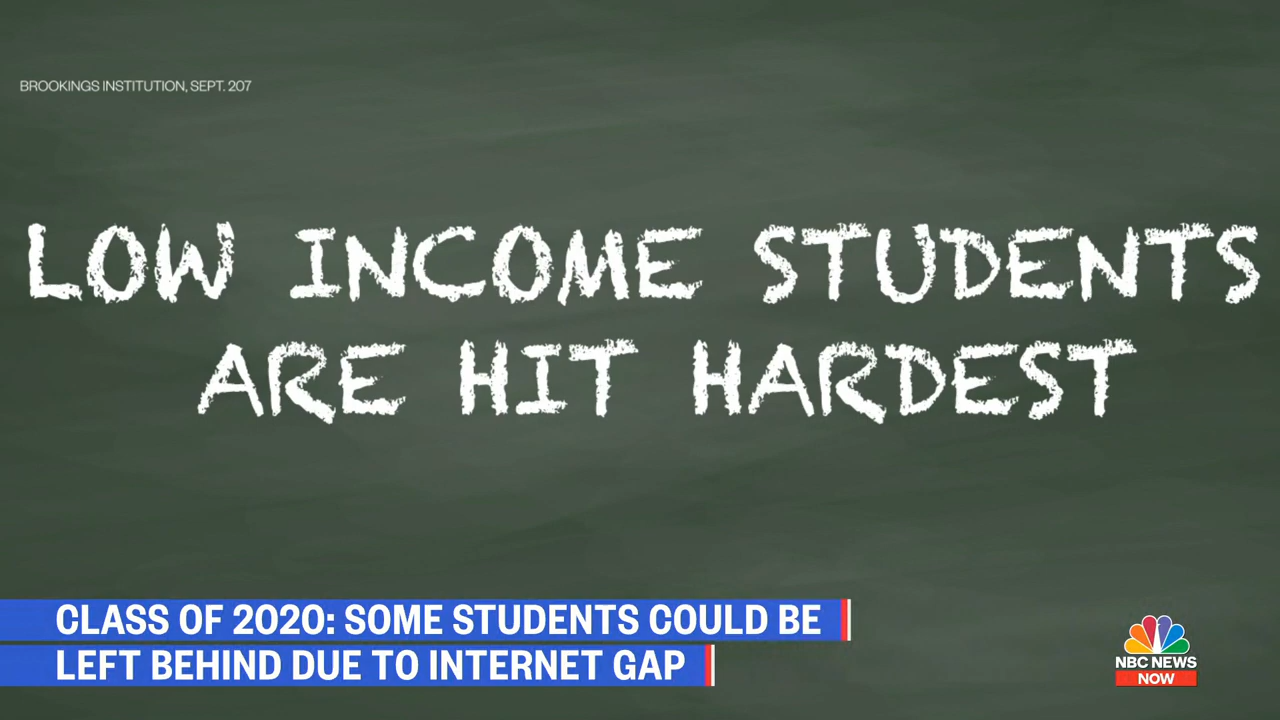 BROOKINGS INSTITUTION, SEPT. 207
LOW INCOME STUDENTS
ARE HIT HARDEST
CLASS OF 2020: SOME STUDENTS COULD BE
LEFT BEHIND DUE TO INTERNET GAP
NBC NEWS
NOW